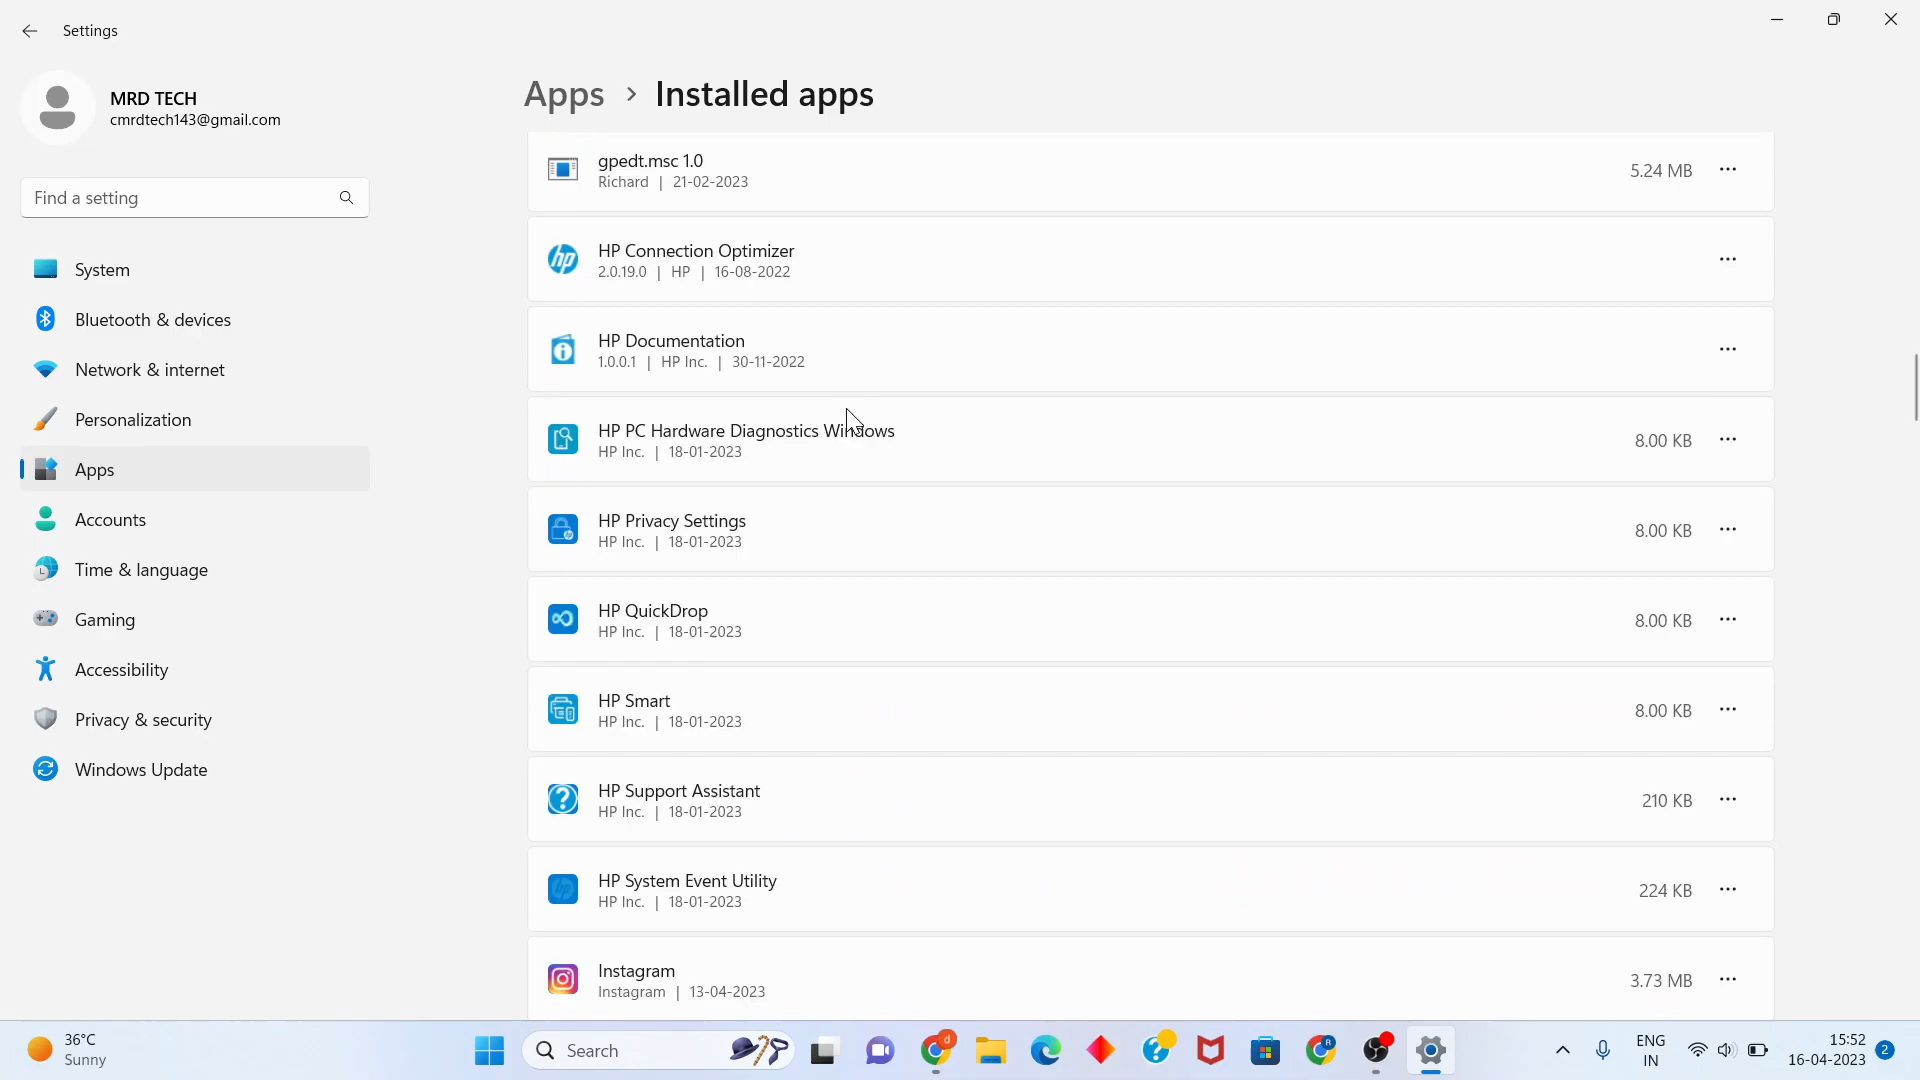 Settings
MRD TECH
cmrdtech143@gmail.com
Find a setting
System
Bluetooth & devices
Network & internet
Personalization
Apps
Accounts
Time & language
Gaming
Accessibility
Privacy & security
Windows Update
Apps > Installed apps
gpedt.msc 1.0
Richard | 21-02-2023
5.24 MB
HP Connection Optimizer
2.0.19.0 | HP | 16-08-2022
HP Documentation
1.0.0.1 | HP Inc. | 30-11-2022
HP PC Hardware Diagnostics Windows
HP Inc. | 18-01-2023
8.00 KB
HP Privacy Settings
HP Inc. | 18-01-2023
8.00 KB
HP QuickDrop
HP Inc. | 18-01-2023
8.00 KB
HP Smart
HP Inc. | 18-01-2023
8.00 KB
HP Support Assistant
HP Inc. | 18-01-2023
210 KB
HP System Event Utility
HP Inc. | 18-01-2023
224 KB
Instagram
Instagram | 13-04-2023
3.73 MB
36°C
Sunny
Search
ENG
IN
15:52
16-04-2023
2